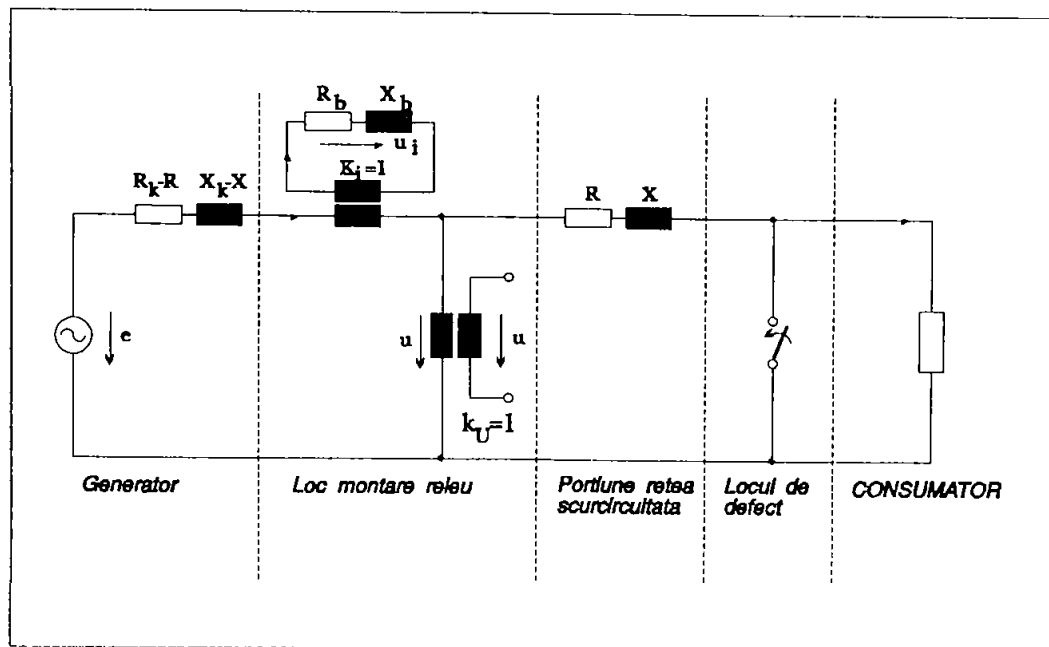 R_b X_b
u_i
K_i=1
R_k-R X_k-X
R X
e
u u
k_U=1
Generator
Loc montare releu
Portiune retea
scurcircultata
Locul de
defect
CONSUMATOR